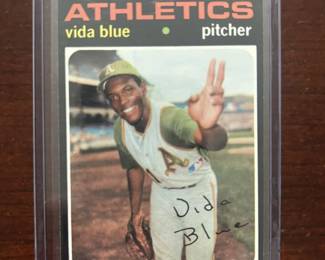 ATHLETICS
vida blue • pitcher
A
A
Vida
Blue